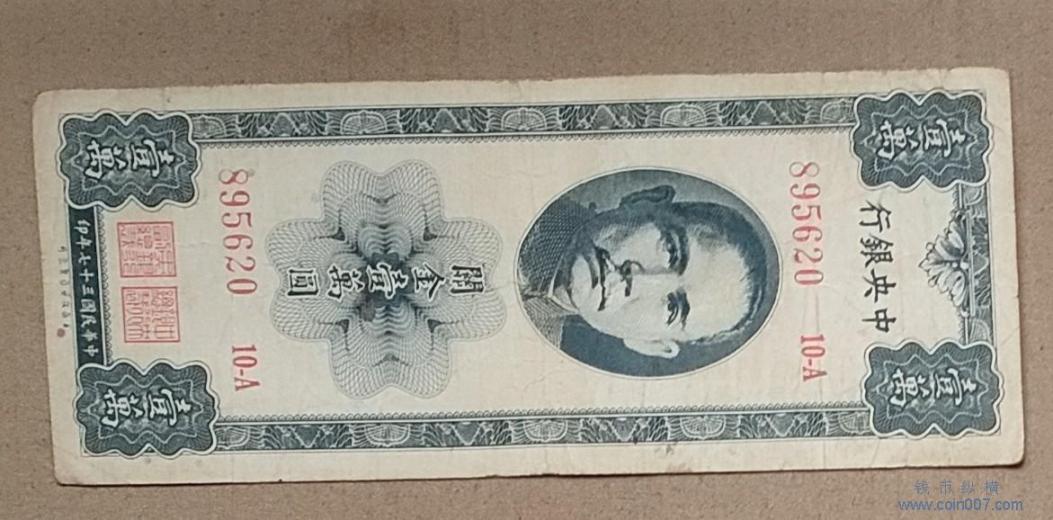 壹萬
中央銀行
壹萬
895620 10-A
關金壹萬圓
895620 10-A
壹萬
中華民國三十七年印
壹萬
钱币纵横
www.coin007.com